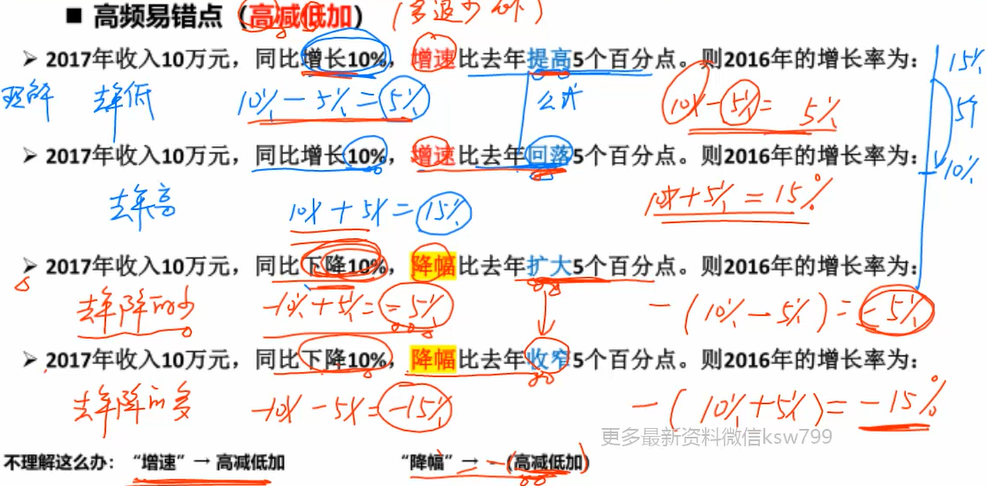 ■ 高频易错点（高减低加）（多退少补）
➢ 2017年收入10万元，同比增长10%，增速比去年提高5个百分点。则2016年的增长率为： 15%
理解 去年低 10%-5%=5% 公式 10%-5%= 5% 5个
➢ 2017年收入10万元，同比增长10%，增速比去年回落5个百分点。则2016年的增长率为： 10%
去年高 10%+5%=15% 10%+5%=15%
➢ 2017年收入10万元，同比下降10%，降幅比去年扩大5个百分点。则2016年的增长率为：
去年降的少 -10%+5%=-5% -(10%-5%)=-5%
➢ 2017年收入10万元，同比下降10%，降幅比去年收窄5个百分点。则2016年的增长率为：
去年降的多 -10%-5%=-15% -(10%+5%)=-15%
更多最新资料微信ksw799
不理解这么办：“增速”→ 高减低加 “降幅”→ -（高减低加）